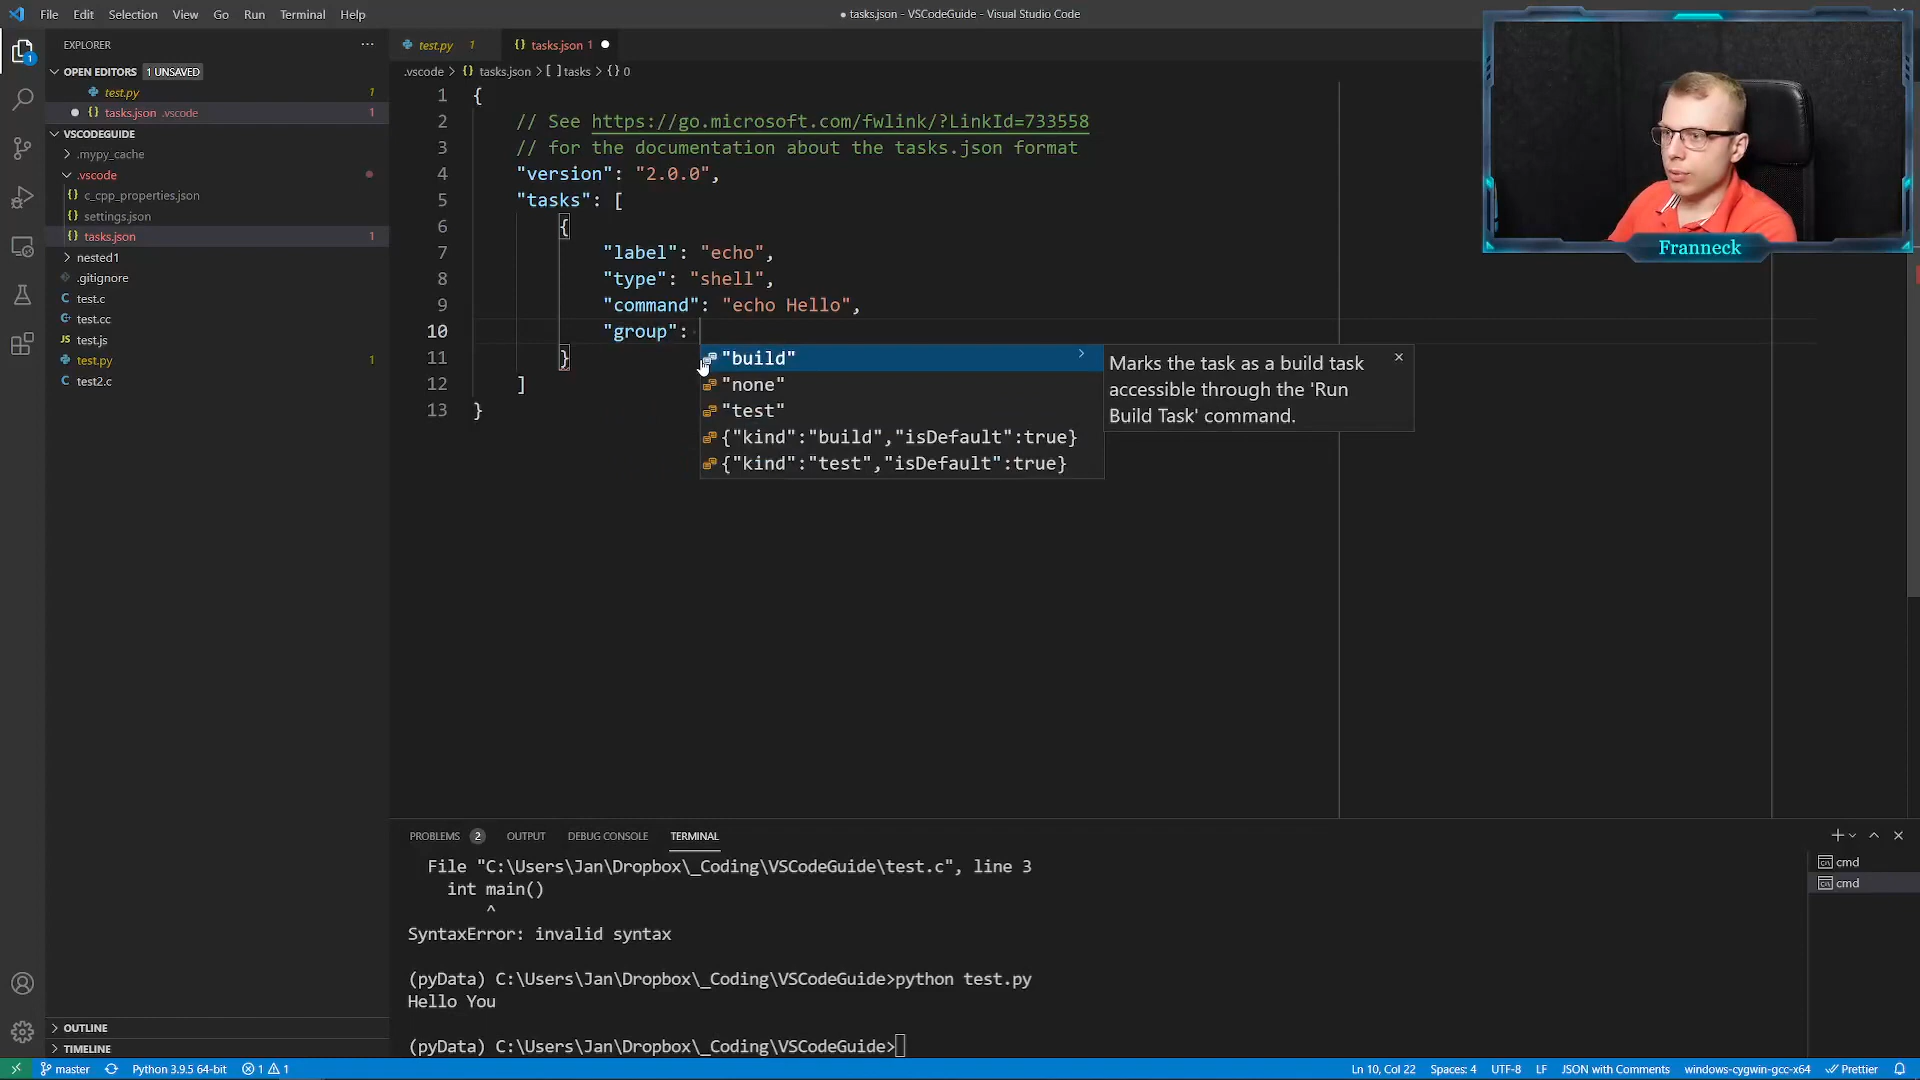 File Edit Selection View Go Run Terminal Help
● tasks.json - VSCodeGuide - Visual Studio Code
EXPLORER ···
OPEN EDITORS 1 UNSAVED
test.py 1
● {} tasks.json .vscode 1
VSCODEGUIDE
.mypy_cache
.vscode
{} c_cpp_properties.json
{} settings.json
{} tasks.json 1
nested1
.gitignore
C test.c
test.cc
JS test.js
test.py 1
C test2.c
OUTLINE
TIMELINE
1
test.py 1
{} tasks.json 1 ●
.vscode > {} tasks.json > [ ] tasks > {} 0
1 {
2 // See https://go.microsoft.com/fwlink/?LinkId=733558
3 // for the documentation about the tasks.json format
4 "version": "2.0.0",
5 "tasks": [
6 {
7 "label": "echo",
8 "type": "shell",
9 "command": "echo Hello",
10 "group":
11 }
12 ]
13 }
"build"
"none"
"test"
{"kind":"build","isDefault":true}
{"kind":"test","isDefault":true}
Marks the task as a build task
accessible through the 'Run
Build Task' command.
Franneck
PROBLEMS 2 OUTPUT DEBUG CONSOLE TERMINAL
File "C:\Users\Jan\Dropbox\_Coding\VSCodeGuide\test.c", line 3
int main()
^
SyntaxError: invalid syntax
(pyData) C:\Users\Jan\Dropbox\_Coding\VSCodeGuide>python test.py
Hello You
(pyData) C:\Users\Jan\Dropbox\_Coding\VSCodeGuide>
cmd
cmd
master Python 3.9.5 64-bit 1 1
Ln 10, Col 22 Spaces: 4 UTF-8 LF JSON with Comments windows-cygwin-gcc-x64 Prettier